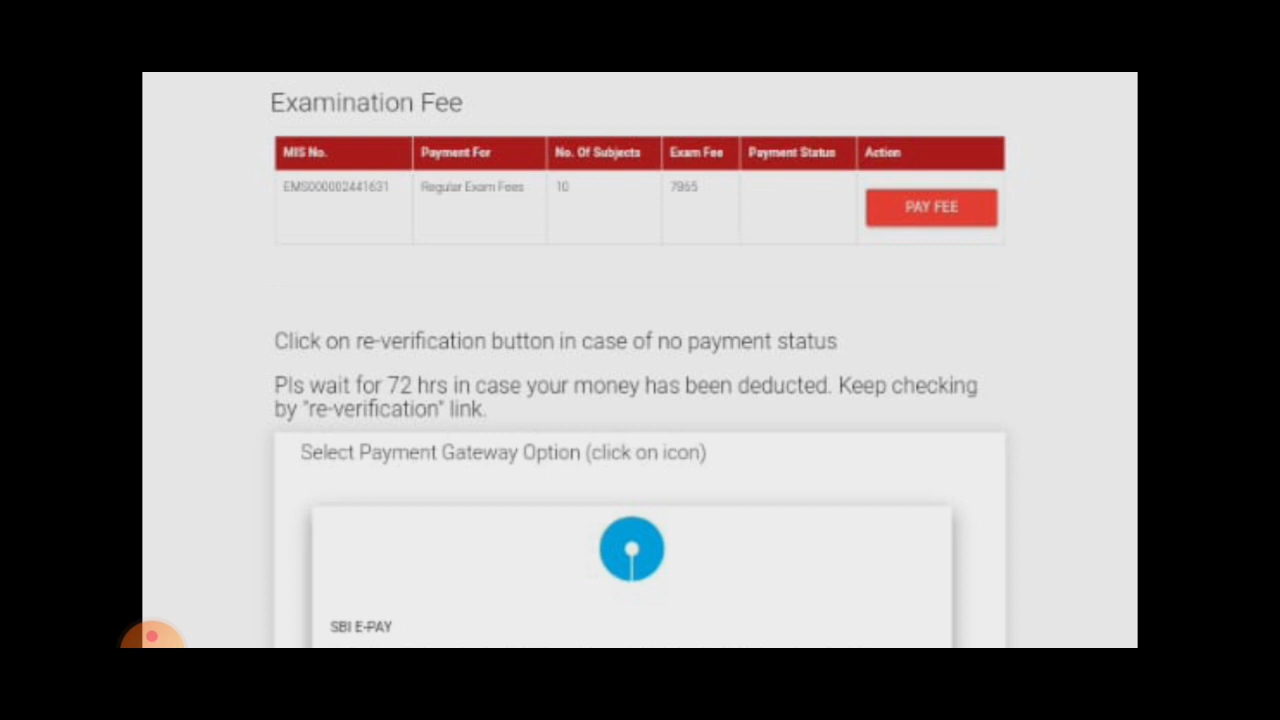 Examination Fee
MIS No. Payment For No. Of Subjects Exam Fee Payment Status Action
EMS000002441631 Regular Exam Fees 10 7965 PAY FEE
Click on re-verification button in case of no payment status
Pls wait for 72 hrs in case your money has been deducted. Keep checking
by "re-verification" link.
Select Payment Gateway Option (click on icon)
SBI E-PAY